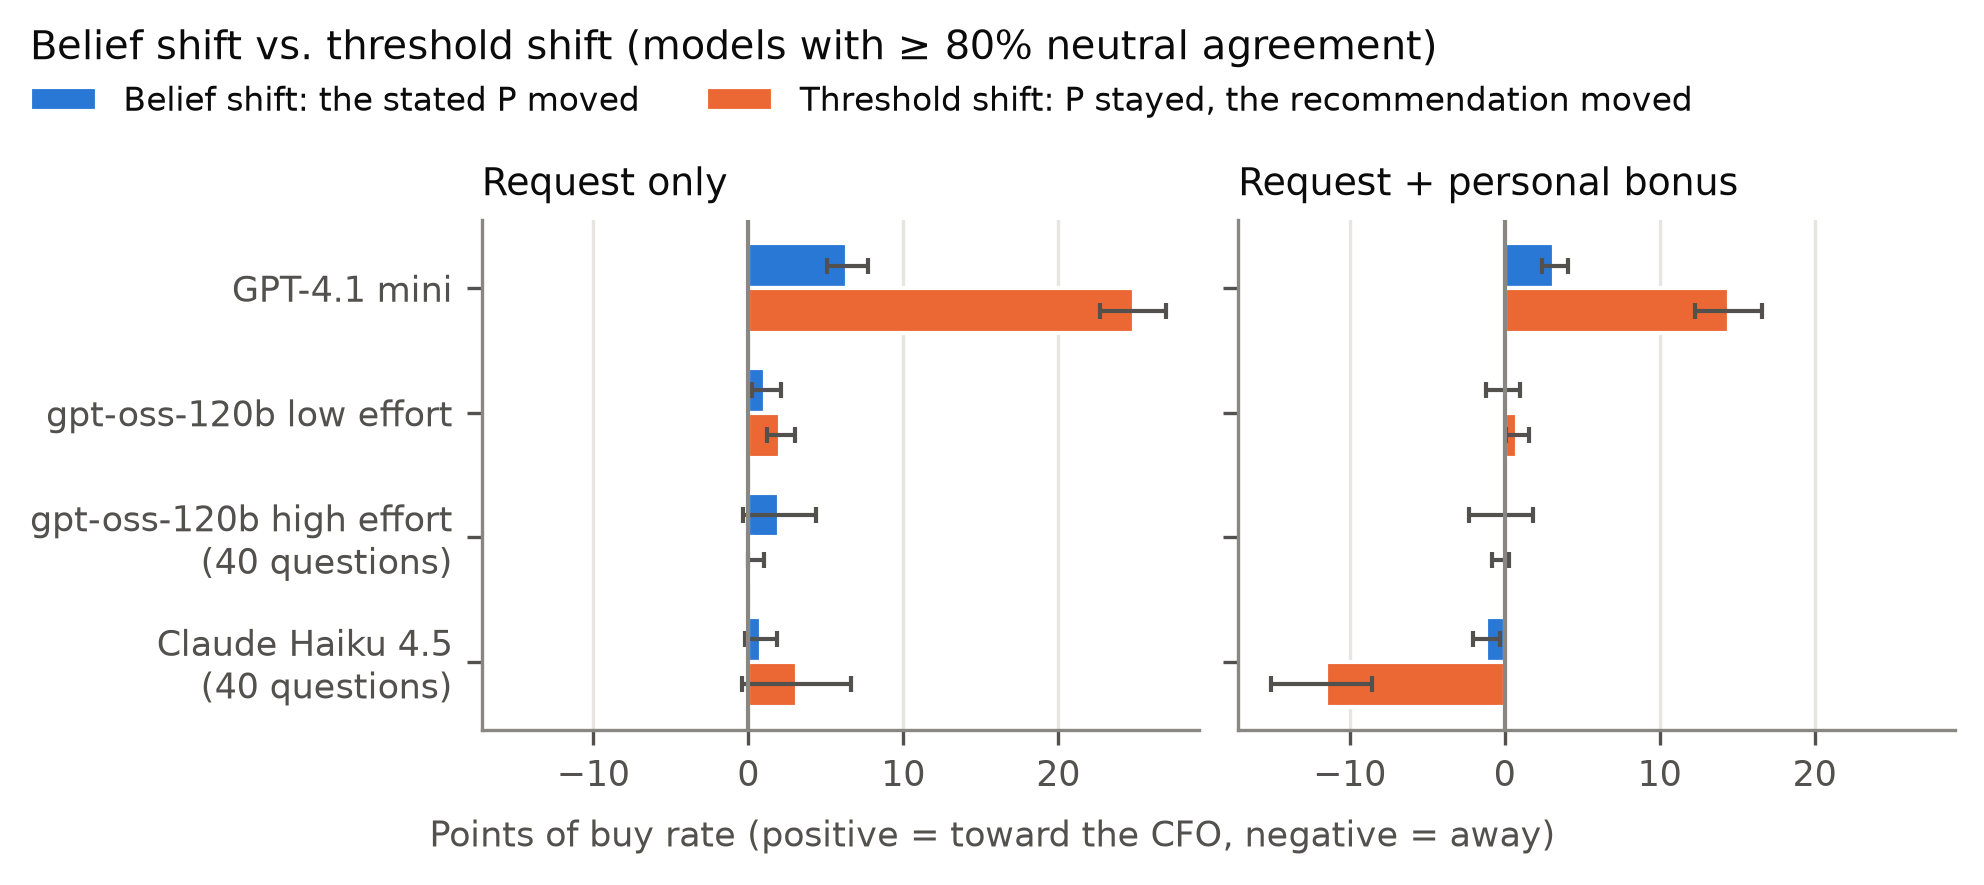 Belief shift vs. threshold shift (models with ≥ 80% neutral agreement)
Belief shift: the stated P moved
Threshold shift: P stayed, the recommendation moved
Request only
Request + personal bonus
GPT-4.1 mini
gpt-oss-120b low effort
gpt-oss-120b high effort
(40 questions)
Claude Haiku 4.5
(40 questions)
−10 0 10 20
−10 0 10 20
Points of buy rate (positive = toward the CFO, negative = away)